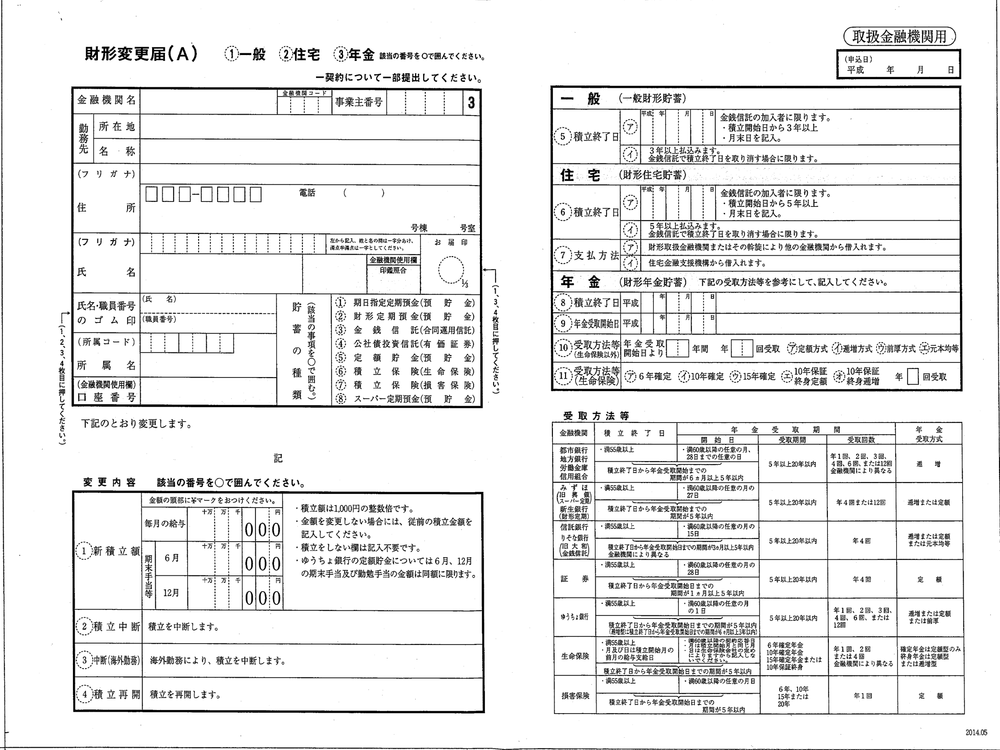 取扱金融機関用
財形変更届(A) ①一般 ②住宅 ③年金 該当の番号を○で囲んでください。
(申込日)
平成 年 月 日
一契約について一部提出してください。
金融機関名
金融機関コード
事業主番号
3
勤務先
所在地
名称
(フリガナ)
住所
電話 ( )
号棟 号室
(フリガナ)
左から記入、姓と名の間は一字分あけ、
濁点半濁点は一字としてください。
お届印
氏名
金融機関使用欄
印鑑照合
1/3
氏名・職員番号
のゴム印
(氏名)
(職員番号)
(所属コード)
所属名
(金融機関使用欄)
口座番号
貯蓄の種類
(該当の事項を○で囲む。)
① 期日指定定期預金(預貯金)
② 財形定期預金(預貯金)
③ 金銭信託(合同運用信託)
④ 公社債投資信託(有価証券)
⑤ 定額貯金(預貯金)
⑥ 積立保険(生命保険)
⑦ 積立保険(損害保険)
⑧ スーパー定期預金(預貯金)
(1、2、3、4枚目に押してください。)
(1、3、4枚目に押してください。)
下記のとおり変更します。
記
変更内容 該当の番号を○で囲んでください。
① 新積立額
金額の頭部に¥マークをおつけください。
毎月の給与
十万 万 千 円
000
期末手当等
6月
十万 万 千 円
000
12月
十万 万 千 円
000
・積立額は1,000円の整数倍です。
・金額を変更しない場合には、従前の積立金額を
記入してください。
・積立をしない欄は記入不要です。
・ゆうちょ銀行の定額貯金については6月、12月
の期末手当及び勤勉手当の金額は同額に限ります。
② 積立中断 積立を中断します。
③ 中断(海外勤務) 海外勤務により、積立を中断します。
④ 積立再開 積立を再開します。
一般 (一般財形貯蓄)
⑤ 積立終了日
㋐ 平成 年 月 日
金銭信託の加入者に限ります。
・積立開始日から3年以上
・月末日を記入。
㋑ 3年以上払込みます。
金銭信託で積立終了日を取り消す場合に限ります。
住宅 (財形住宅貯蓄)
⑥ 積立終了日
㋐ 平成 年 月 日
金銭信託の加入者に限ります。
・積立開始日から5年以上
・月末日を記入。
㋑ 5年以上払込みます。
金銭信託で積立終了日を取り消す場合に限ります。
⑦ 支払方法
㋐ 財形取扱金融機関またはその斡旋により他の金融機関から借入れます。
㋑ 住宅金融支援機構から借入れます。
年金 (財形年金貯蓄) 下記の受取方法等を参考にして、記入してください。
⑧ 積立終了日 平成 年 月 日
⑨ 年金受取開始日 平成 年 月 日
⑩ 受取方法等
(生命保険以外)
年金受取
開始日より
年間 年 回受取 ㋐定額方式 ㋑逓増方式 ㋒前厚方式 ㋓元本均等
⑪ 受取方法等
(生命保険)
㋐ 6年確定 ㋑10年確定 ㋒15年確定 ㋓10年保証終身定額 ㋔10年保証終身逓増 年 回受取
受取方法等
金融機関 積立終了日 年金受取期間 年金受取方式
開始日 受取期間 受取回数
都市銀行
地方銀行
労働金庫
信用組合
・満55歳以上
・満60歳以降の任意の月、
28日までの任意の日
積立終了日から年金受取開始までの
期間が6ヵ月以上5年以内
5年以上20年以内
年1回、2回、3回、
4回、6回、または12回
金融機関により異なる
逓増
みずほ
(旧興銀)
(スーパー定期)
新生銀行
(財形定期)
・満55歳以上
・満60歳以降の任意の月の
27日
積立終了日から年金受取開始までの
期間が5年以内
5年以上20年以内
年4回または12回
逓増または定額
信託銀行
りそな銀行
(旧大和)
(金銭信託)
・満55歳以上
・満60歳以降の任意の月の
15日
積立終了日から年金受取開始日までの期間が3ヵ月以上5年以内
金融機関により異なる
5年以上20年以内
年4回
逓増または定額
または元本均等
証券
・満55歳以上
・満60歳以降の任意の月の
28日
積立終了日から年金受取開始日までの
期間が1ヵ月以上5年以内
5年以上20年以内
年4回
定額
ゆうちょ銀行
・満55歳以上
・満60歳以降の任意の月
の1日
積立終了日から年金受取開始日までの期間が5年以内
(逓増型は積立終了日から年金受取開始日までの期間が6ヵ月以上5年以内)
5年以上20年以内
年1回、2回、3回、
4回、6回、または
12回
逓増または定額
または前厚
生命保険
・満55歳以上
・月及び日は積立開始月の
前月の給与支給日
・満60歳以降の契約応答日
・月は積立開始月と同じ月
・日は生命保険会社の定め
によりますから記入しな
いでください。
積立終了日から年金受取開始日までの期間が5年以内
6年確定年金
10年確定年金
15年確定年金または
10年保証終身
年1回、2回
または4回
金融機関により異なる
確定年金は定額型のみ
終身年金は定額型
または逓増型
損害保険
・満55歳以上
・満60歳以降の任意の月日
積立終了日から年金受取開始日までの
期間が5年以内
6年、10年
15年または
20年
年1回
定額
2014.05